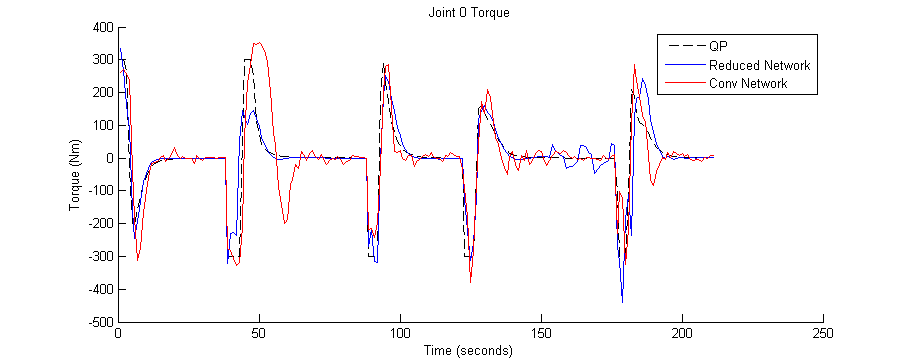 Joint 0 Torque
400
300
200
100
0
-100
-200
-300
-400
-500
Torque (Nm)
QP
Reduced Network
Conv Network
0
50
100
150
200
250
Time (seconds)